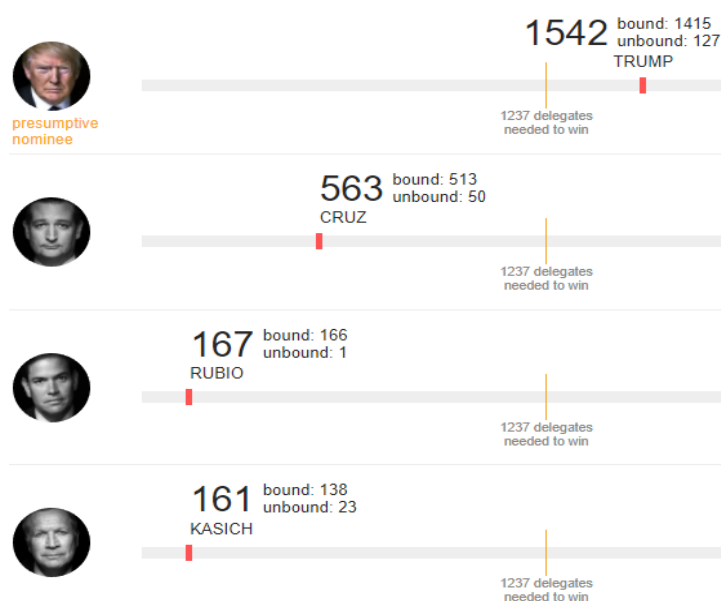 1542
bound: 1415
unbound: 127
TRUMP
presumptive
nominee
1237 delegates
needed to win
563
bound: 513
unbound: 50
CRUZ
1237 delegates
needed to win
167
bound: 166
unbound: 1
RUBIO
1237 delegates
needed to win
161
bound: 138
unbound: 23
KASICH
1237 delegates
needed to win